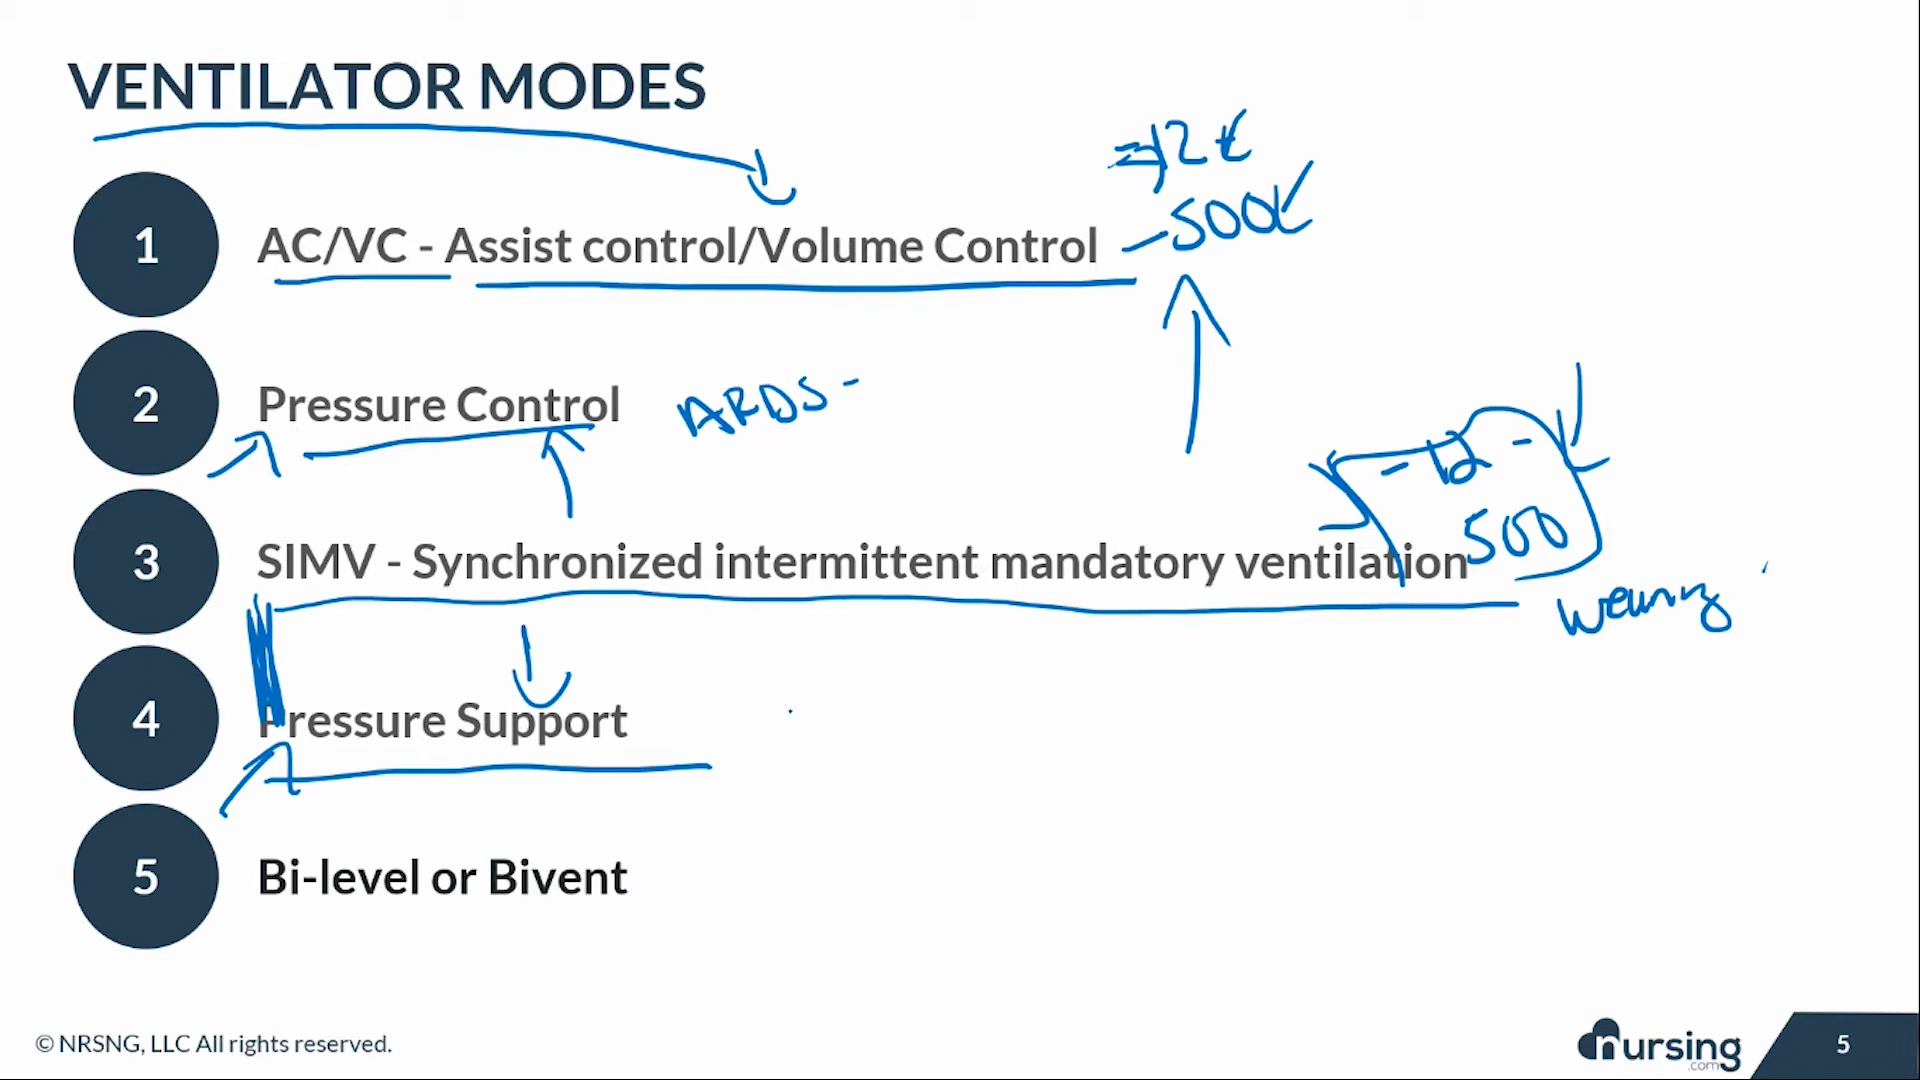 VENTILATOR MODES
12
1 AC/VC - Assist control/Volume Control - 500
2 Pressure Control ARDS -
- 12 -
500
3 SIMV - Synchronized intermittent mandatory ventilation
weaning
4 Pressure Support
5 Bi-level or Bivent
© NRSNG, LLC All rights reserved.
nursing
.com
5